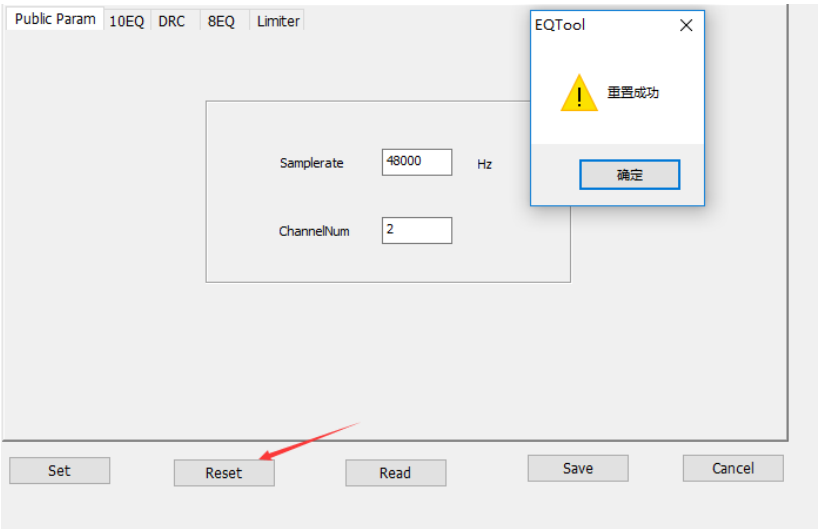 Public Param 10EQ DRC 8EQ Limiter
EQTool
重置成功
确定
Samplerate 48000 Hz
ChannelNum 2
Set Reset Read Save Cancel